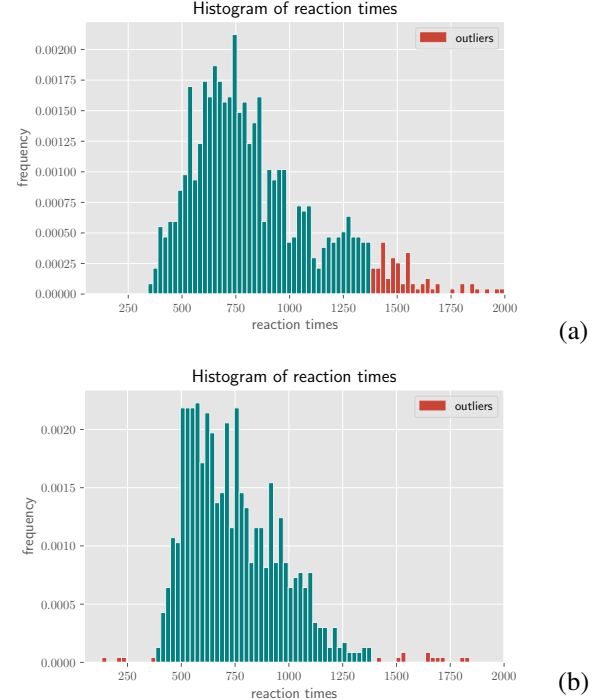 Histogram of reaction times
outliers
0.00200
0.00175
0.00150
0.00125
0.00100
0.00075
0.00050
0.00025
0.00000
frequency
250 500 750 1000 1250 1500 1750 2000
reaction times
(a)
Histogram of reaction times
outliers
0.0020
0.0015
0.0010
0.0005
0.0000
frequency
250 500 750 1000 1250 1500 1750 2000
reaction times
(b)